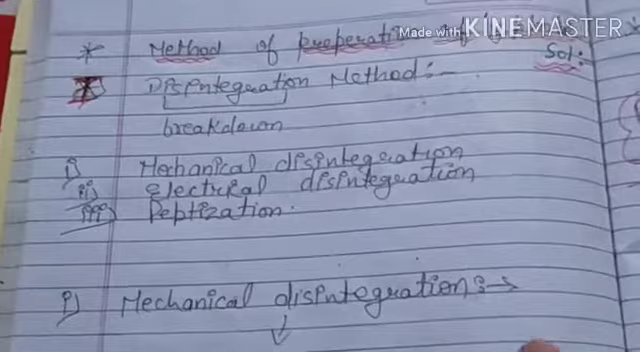 Made with KINEMASTER
* Method of preperation
Sol:
* Disintegration Method:-
breakdown
i) Mechanical disintegration
ii) electrical disintegration
iii) Peptization.
i) Mechanical disintegration:→